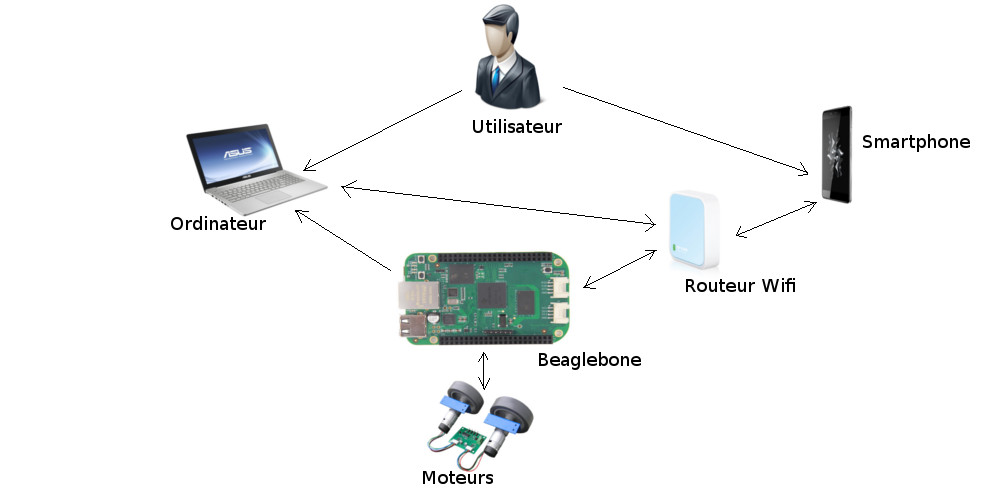 Utilisateur
Smartphone
ASUS
Ordinateur
Routeur Wifi
Beaglebone
Moteurs